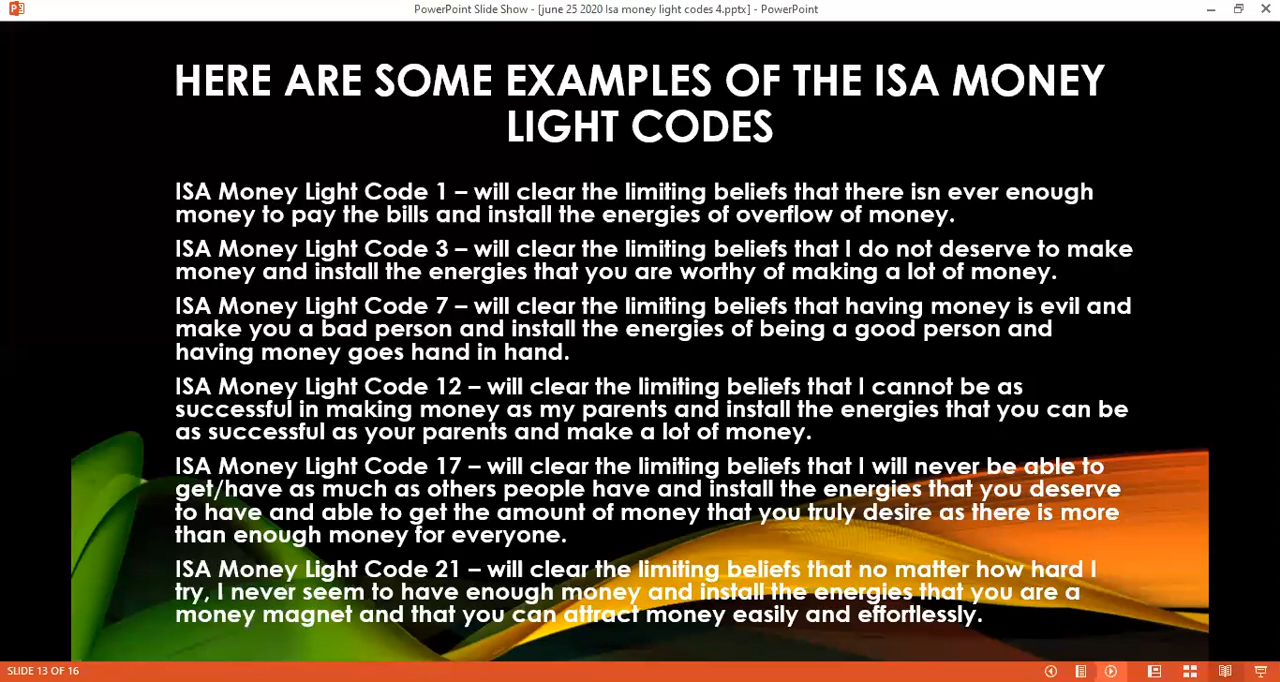 PowerPoint Slide Show - [june 25 2020 Isa money light codes 4.pptx] - PowerPoint
HERE ARE SOME EXAMPLES OF THE ISA MONEY
LIGHT CODES
ISA Money Light Code 1 – will clear the limiting beliefs that there isn ever enough
money to pay the bills and install the energies of overflow of money.
ISA Money Light Code 3 – will clear the limiting beliefs that I do not deserve to make
money and install the energies that you are worthy of making a lot of money.
ISA Money Light Code 7 – will clear the limiting beliefs that having money is evil and
make you a bad person and install the energies of being a good person and
having money goes hand in hand.
ISA Money Light Code 12 – will clear the limiting beliefs that I cannot be as
successful in making money as my parents and install the energies that you can be
as successful as your parents and make a lot of money.
ISA Money Light Code 17 – will clear the limiting beliefs that I will never be able to
get/have as much as others people have and install the energies that you deserve
to have and able to get the amount of money that you truly desire as there is more
than enough money for everyone.
ISA Money Light Code 21 – will clear the limiting beliefs that no matter how hard I
try, I never seem to have enough money and install the energies that you are a
money magnet and that you can attract money easily and effortlessly.
SLIDE 13 OF 16